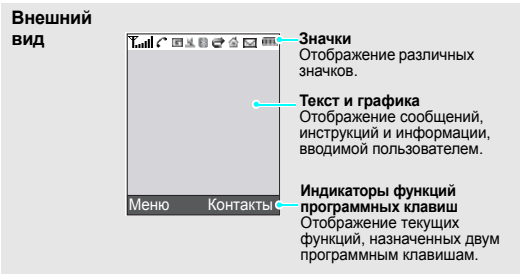 Внешний
вид
Значки
Отображение различных
значков.
Текст и графика
Отображение сообщений,
инструкций и информации,
вводимой пользователем.
Меню Контакты
Индикаторы функций
программных клавиш
Отображение текущих
функций, назначенных двум
программным клавишам.